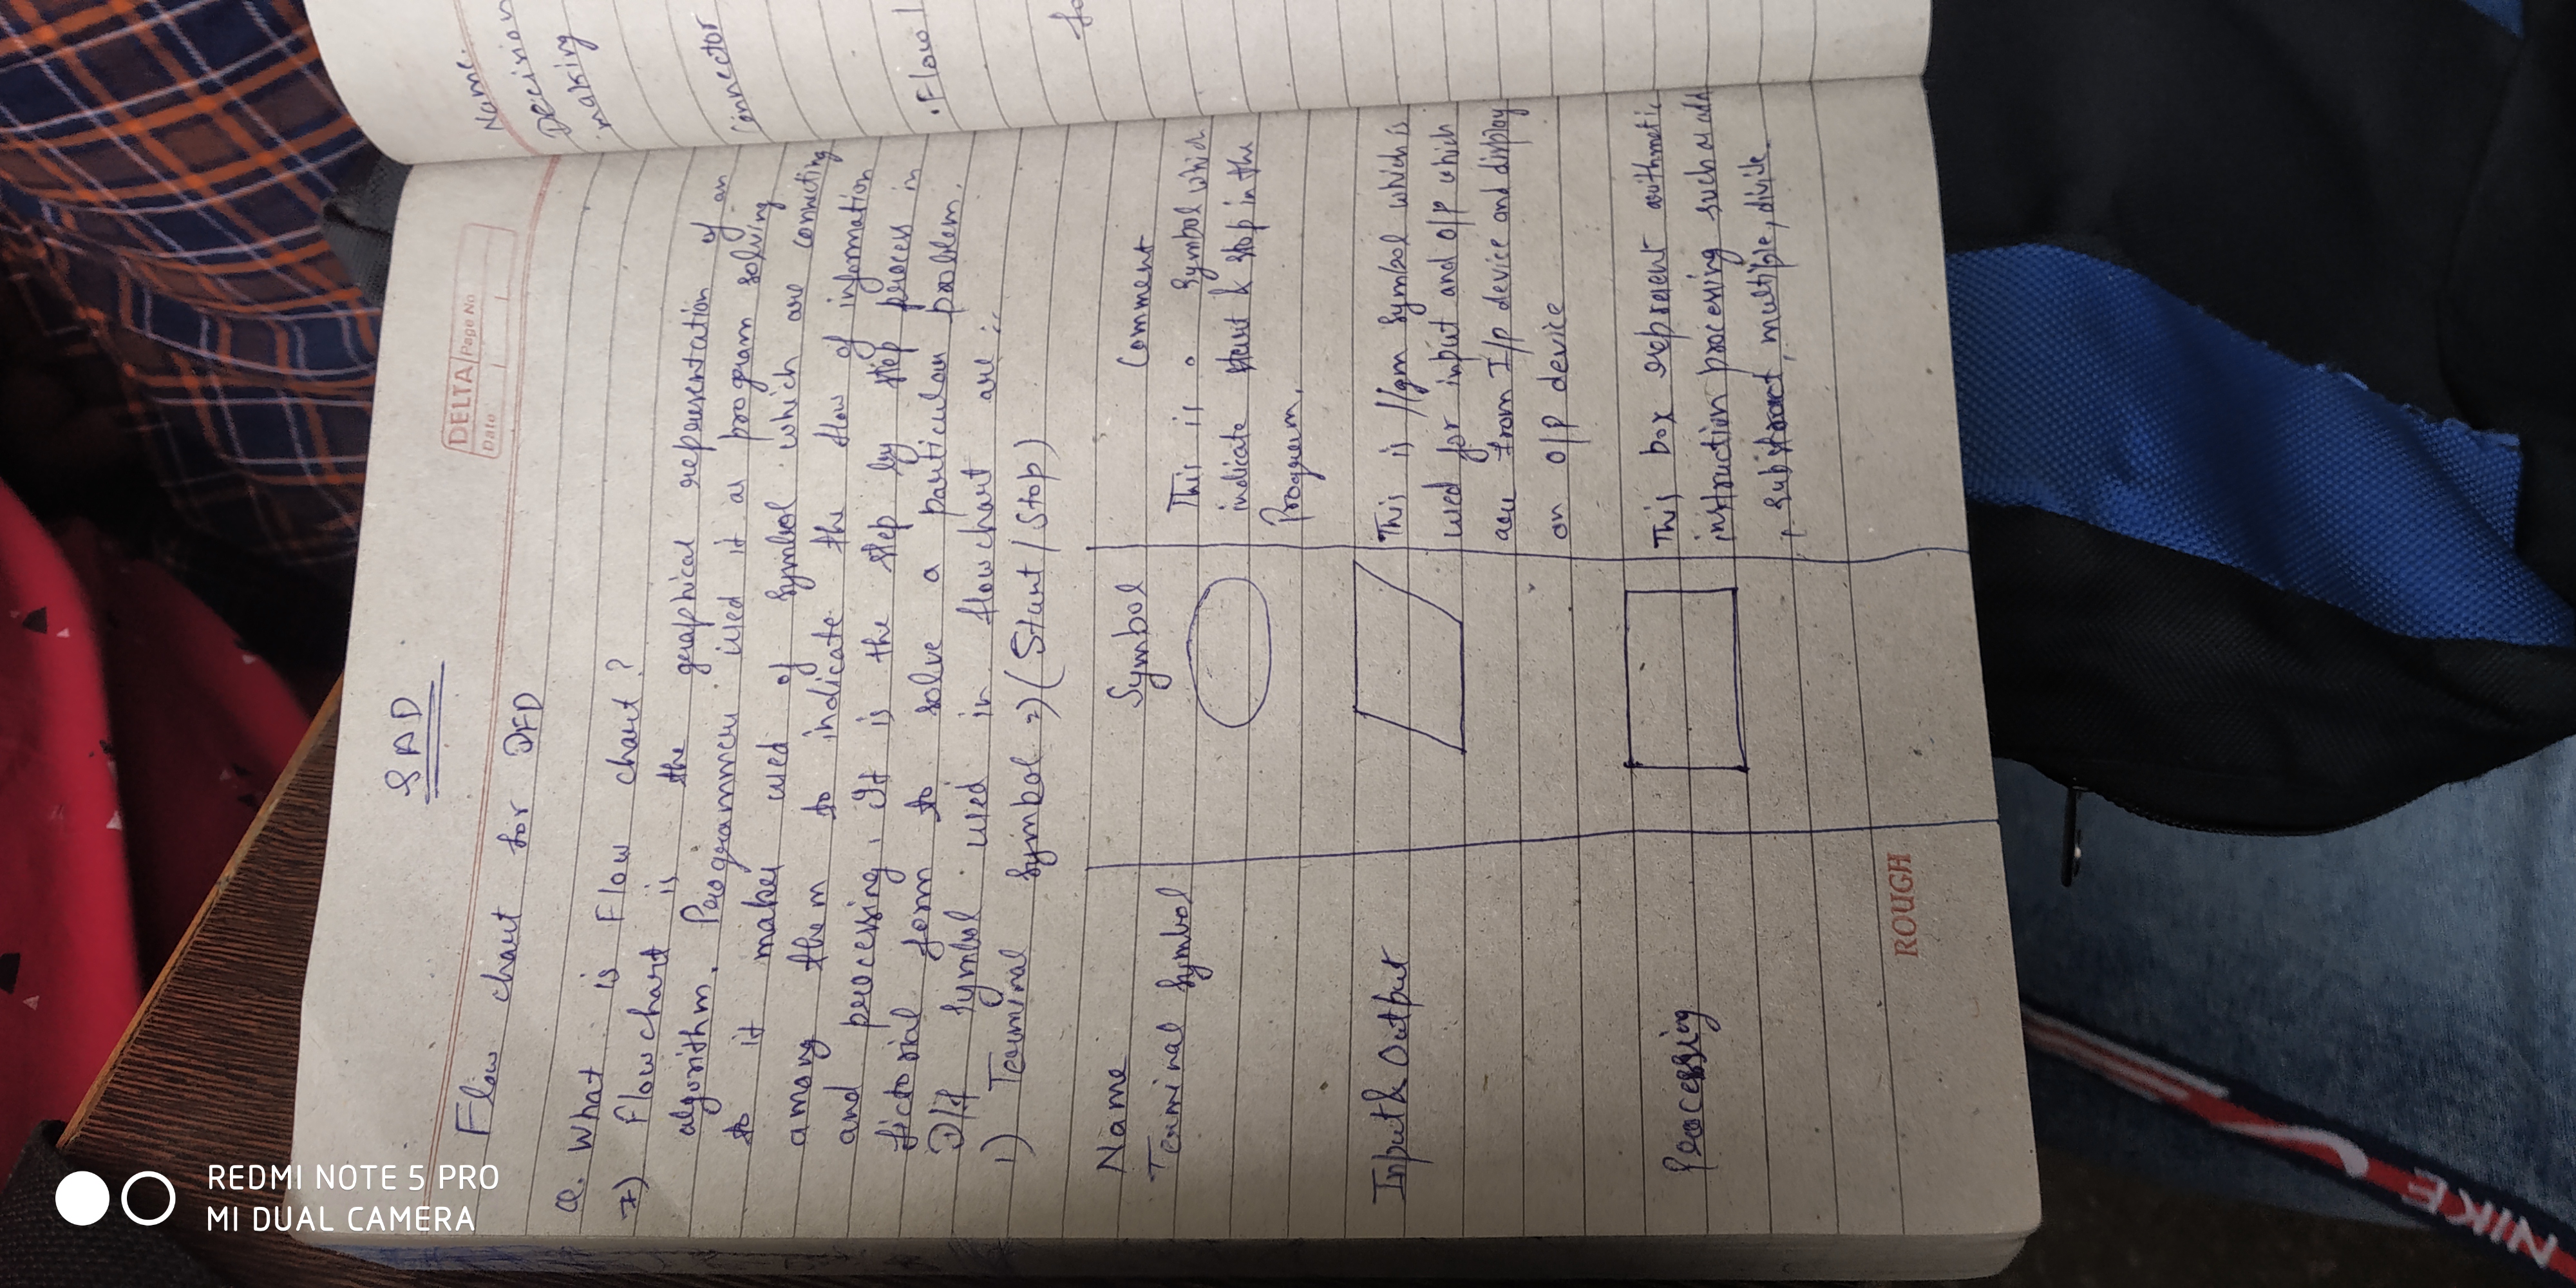 SAD
DELTA Page No
Date
Flow chart for DFD
Q. What is Flow chart?
Flowchart is the graphical representation of an
algorithm. Programmer used it as program solving
to it makes used of symbol which are connecting
among them to indicate the flow of information
and processing. It is the step by step process in
fictorial form to solve a particular problem.
D/f symbol used in flow chart are :-
1) Terminal Symbol => (Start / Stop)
Name Symbol Comment
Terminal Symbol This is Symbol which
indicate start & stop in the
Program.
Input & Output This is //gm symbol which is
used for input and O/P which
are from I/p device and display
on O/p device
Processing This box represent arithmetic
instruction processing such as add
, substract, multiple, divide.
ROUGH
Name.
Decision
making
Connector
.Flow
REDMI NOTE 5 PRO
MI DUAL CAMERA
NIKE